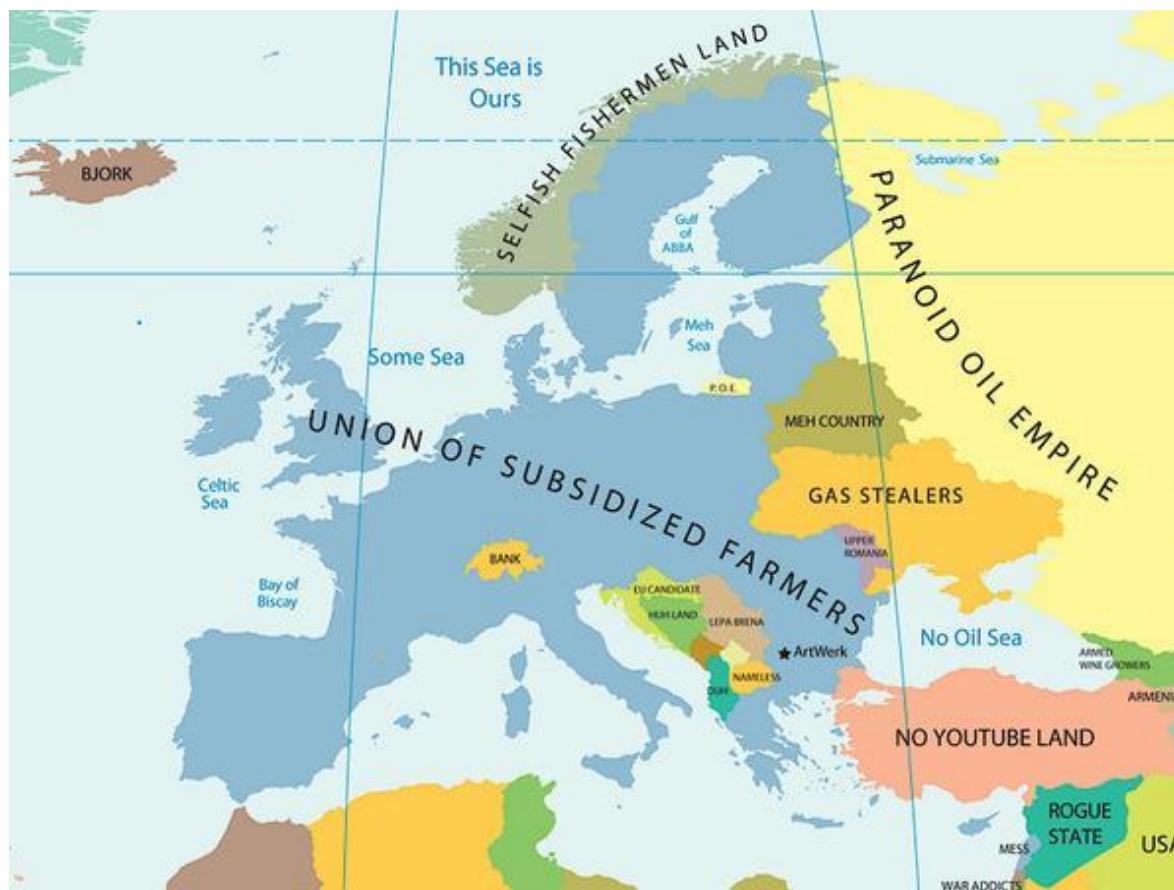 This Sea is
Ours
SELFISH FISHERMEN LAND
BJORK
Submarine Sea
PARANOID OIL EMPIRE
Gulf
of
ABBA
Meh
Sea
Some Sea
P.O.E.
UNION OF SUBSIDIZED FARMERS
MEH COUNTRY
Celtic
Sea
GAS STEALERS
UPPER
ROMANIA
BANK
Bay of
Biscay
EU CANDIDATE
HUH LAND
LEPA BRENA
No Oil Sea
ArtWerk
ARMED
WINE GROWERS
NAMELESS
DUH
ARMENI
NO YOUTUBE LAND
ROGUE
STATE
USA
MESS
WAR ADDICTS